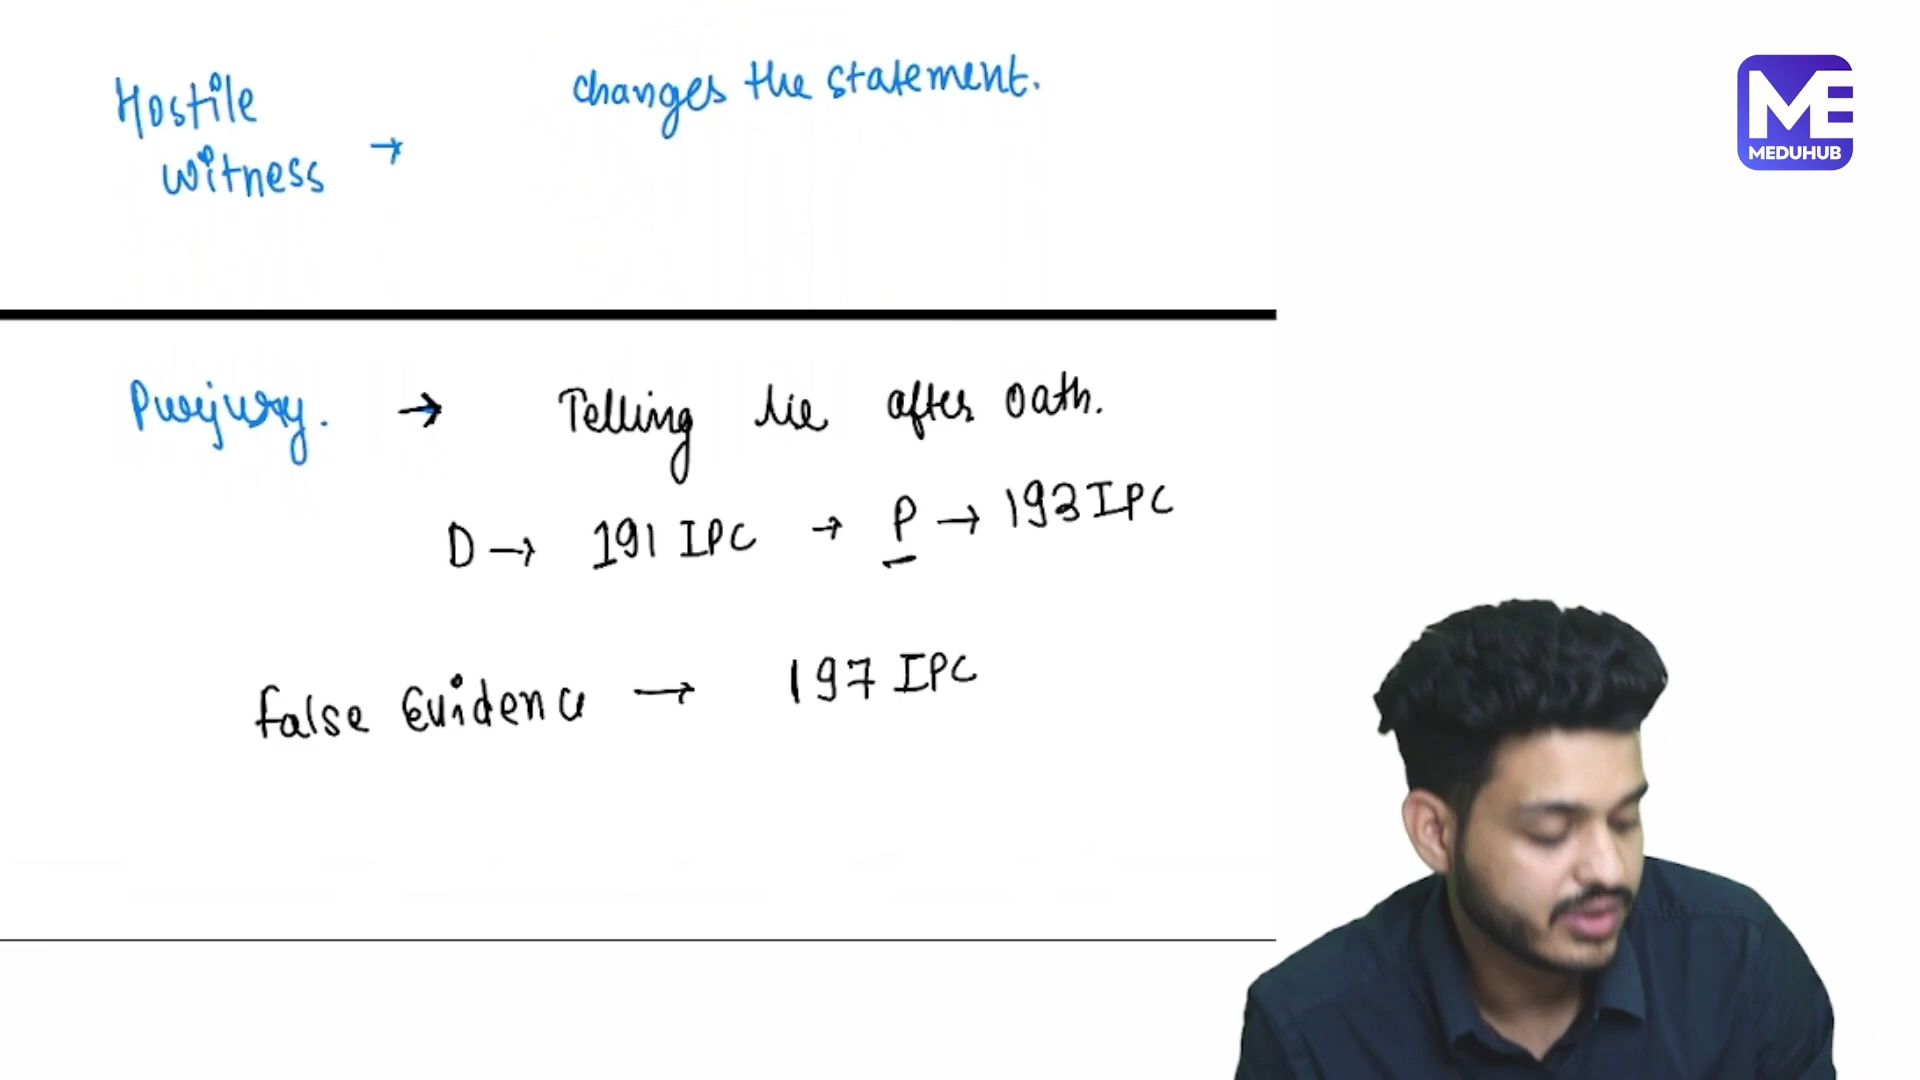 Hostile
witness → changes the statement.
ME
MEDUHUB
Purjury. → Telling lie after oath.
D → 191 IPC → P → 193 IPC
false Evidence → 197 IPC